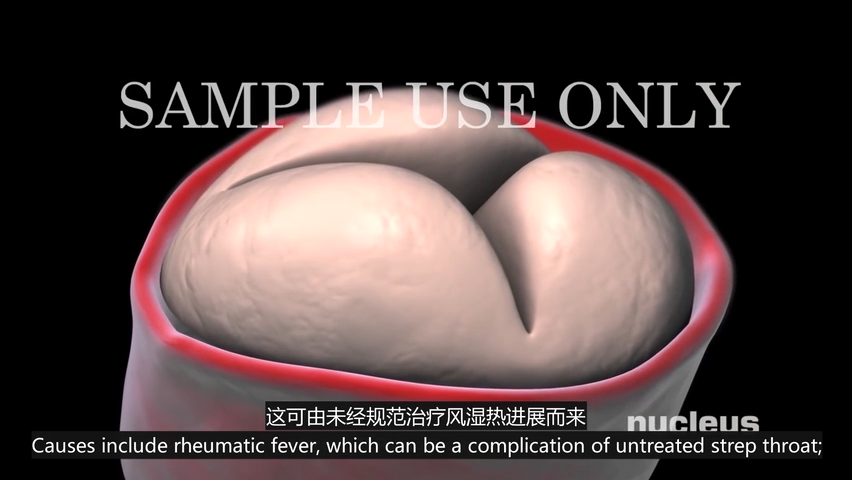 SAMPLE USE ONLY
这可由未经规范治疗风湿热进展而来
nucleus
Causes include rheumatic fever, which can be a complication of untreated strep throat;